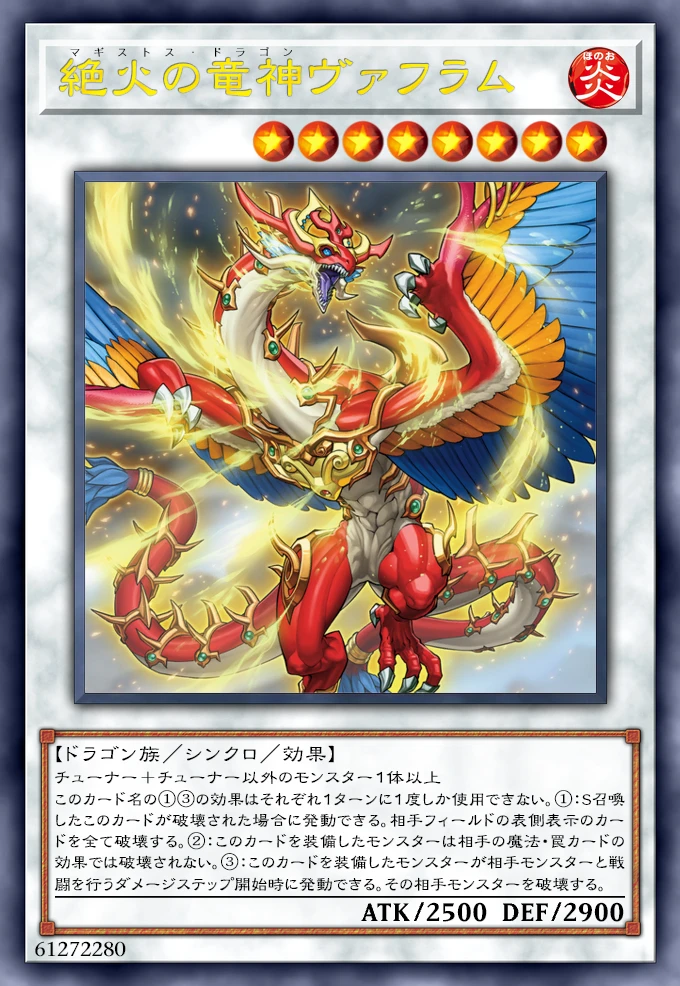 マギストス・ドラゴン
絶火の竜神ヴァフラム
ほのお
炎
【ドラゴン族／シンクロ／効果】
チューナー＋チューナー以外のモンスター１体以上
このカード名の①③の効果はそれぞれ１ターンに１度しか使用できない。①：S召喚
したこのカードが破壊された場合に発動できる。相手フィールドの表側表示のカー
ドを全て破壊する。②：このカードを装備したモンスターは相手の魔法・罠カードの
効果では破壊されない。③：このカードを装備したモンスターが相手モンスターと戦
闘を行うダメージステップ開始時に発動できる。その相手モンスターを破壊する。
ATK/2500 DEF/2900
61272280